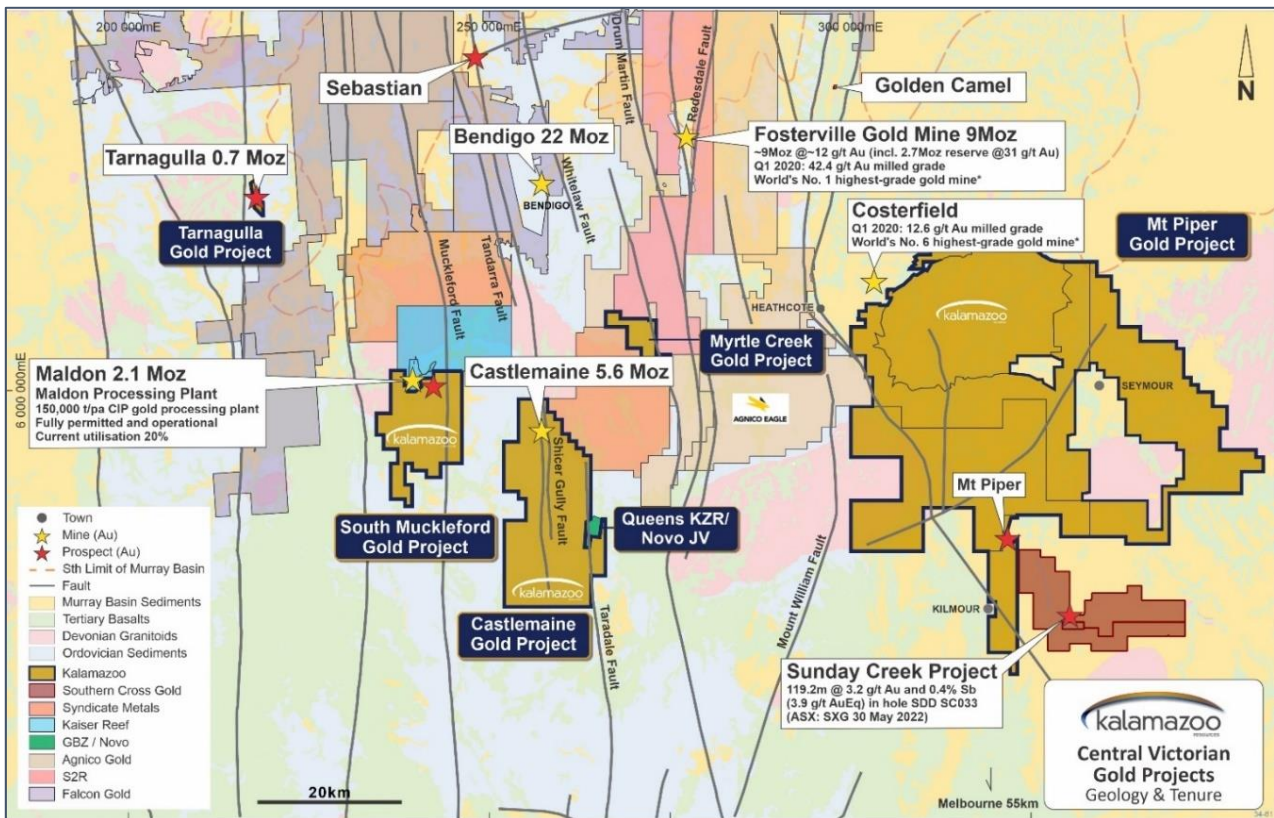 200 000mE
250 000mE
300 000mE
6 000 000mE
N
Sebastian
Drum Martin Fault
Redesdale Fault
Golden Camel
Bendigo 22 Moz
BENDIGO
Whitelaw Fault
Fosterville Gold Mine 9Moz
~9Moz @~12 g/t Au (incl. 2.7Moz reserve @31 g/t Au)
Q1 2020: 42.4 g/t Au milled grade
World's No. 1 highest-grade gold mine*
Tarnagulla 0.7 Moz
Tarnagulla
Gold Project
Costerfield
Q1 2020: 12.6 g/t Au milled grade
World's No. 6 highest-grade gold mine*
Mt Piper
Gold Project
Muckleford Fault
Tandarra Fault
HEATHCOTE
kalamazoo
Myrtle Creek
Gold Project
Maldon 2.1 Moz
Maldon Processing Plant
150,000 t/pa CIP gold processing plant
Fully permitted and operational
Current utilisation 20%
Castlemaine 5.6 Moz
SEYMOUR
AGNICO EAGLE
kalamazoo
Shicer Gully Fault
Mt Piper
South Muckleford
Gold Project
Queens KZR/
Novo JV
kalamazoo
Castlemaine
Gold Project
Taradale Fault
Mount William Fault
KILMOUR
Sunday Creek Project
119.2m @ 3.2 g/t Au and 0.4% Sb
(3.9 g/t AuEq) in hole SDD SC033
(ASX: SXG 30 May 2022)
Town
Mine (Au)
Prospect (Au)
Sth Limit of Murray Basin
Fault
Murray Basin Sediments
Tertiary Basalts
Devonian Granitoids
Ordovician Sediments
Kalamazoo
Southern Cross Gold
Syndicate Metals
Kaiser Reef
GBZ / Novo
Agnico Gold
S2R
Falcon Gold
20km
Melbourne 55km
kalamazoo
RESOURCES
Central Victorian
Gold Projects
Geology & Tenure